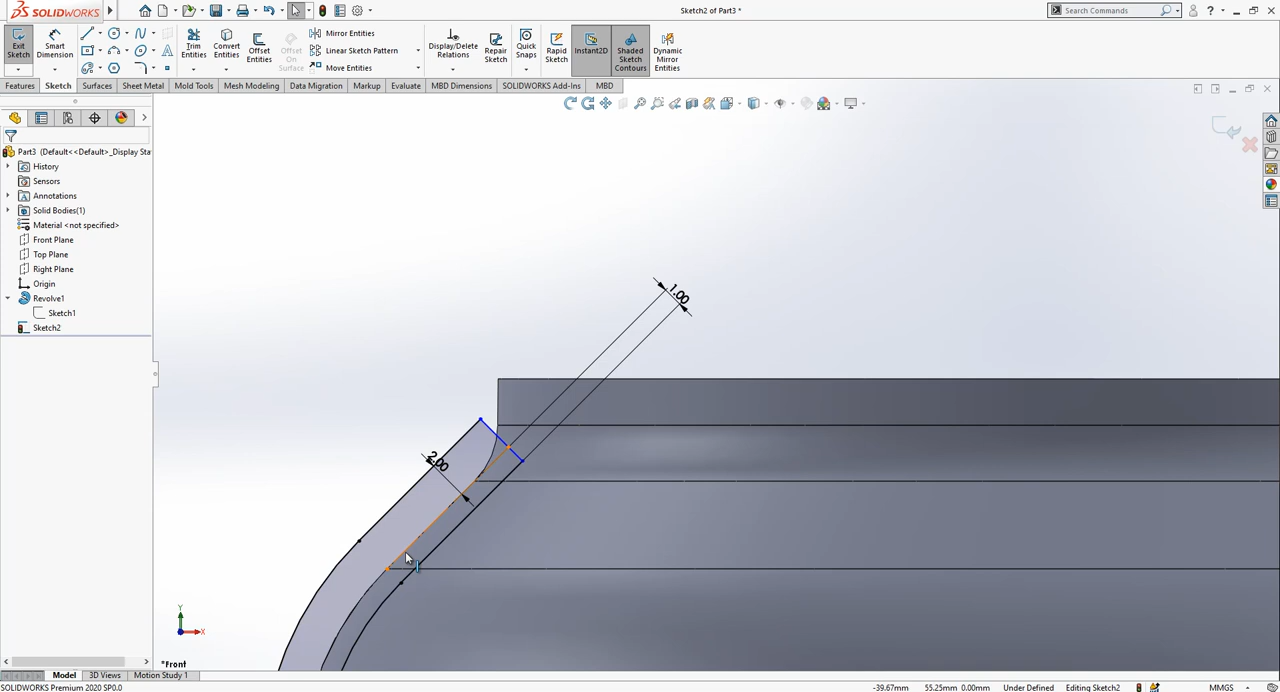 SOLIDWORKS
Sketch2 of Part3 *
Search Commands
Exit Sketch
Smart Dimension
Trim Entities
Convert Entities
Offset Entities
Offset On Surface
Mirror Entities
Linear Sketch Pattern
Move Entities
Display/Delete Relations
Repair Sketch
Quick Snaps
Rapid Sketch
Instant2D
Shaded Sketch Contours
Dynamic Mirror Entities
Features Sketch Surfaces Sheet Metal Mold Tools Mesh Modeling Data Migration Markup Evaluate MBD Dimensions SOLIDWORKS Add-Ins MBD
Part3 (Default<<Default>_Display Sta
History
Sensors
Annotations
Solid Bodies(1)
Material <not specified>
Front Plane
Top Plane
Right Plane
Origin
Revolve1
Sketch1
Sketch2
1.00
2.00
Y
X
*Front
Model 3D Views Motion Study 1
SOLIDWORKS Premium 2020 SP0.0
-39.67mm 55.25mm 0.00mm Under Defined Editing Sketch2 MMGS